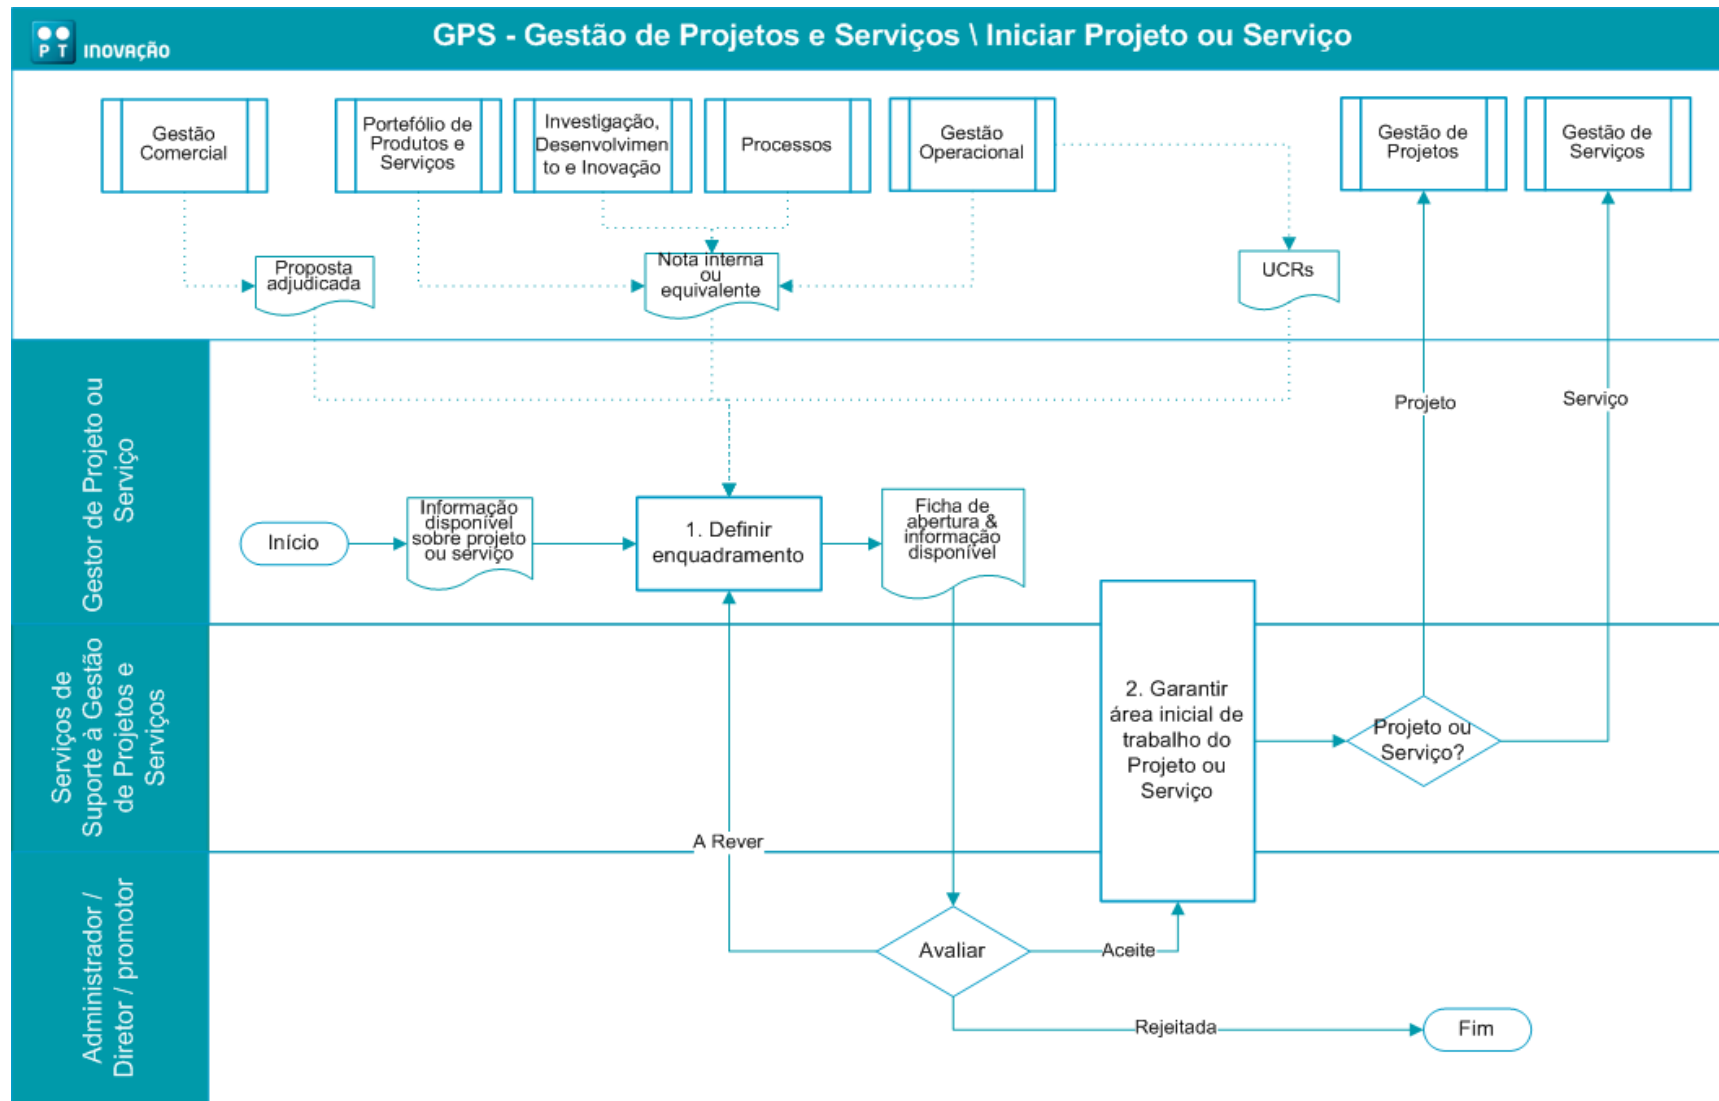 PT INOVAÇÃO
GPS - Gestão de Projetos e Serviços \ Iniciar Projeto ou Serviço
Gestão
Comercial
Portefólio de
Produtos e
Serviços
Investigação,
Desenvolvimen
to e Inovação
Processos
Gestão
Operacional
Gestão de
Projetos
Gestão de
Serviços
Proposta
adjudicada
Nota interna
ou
equivalente
UCRs
Gestor de Projeto ou
Serviço
Projeto
Serviço
Início
Informação
disponível
sobre projeto
ou serviço
1. Definir
enquadramento
Ficha de
abertura &
informação
disponível
Serviços de
Suporte à Gestão
de Projetos e
Serviços
2. Garantir
área inicial de
trabalho do
Projeto ou
Serviço
Projeto ou
Serviço?
A Rever
Administrador /
Diretor / promotor
Avaliar
Aceite
Rejeitada
Fim